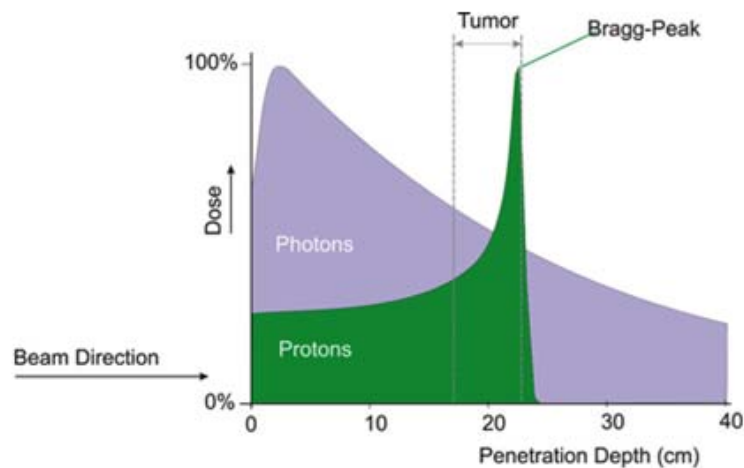 Tumor
Bragg-Peak
100%
Dose
Photons
Protons
Beam Direction
0%
0 10 20 30 40
Penetration Depth (cm)